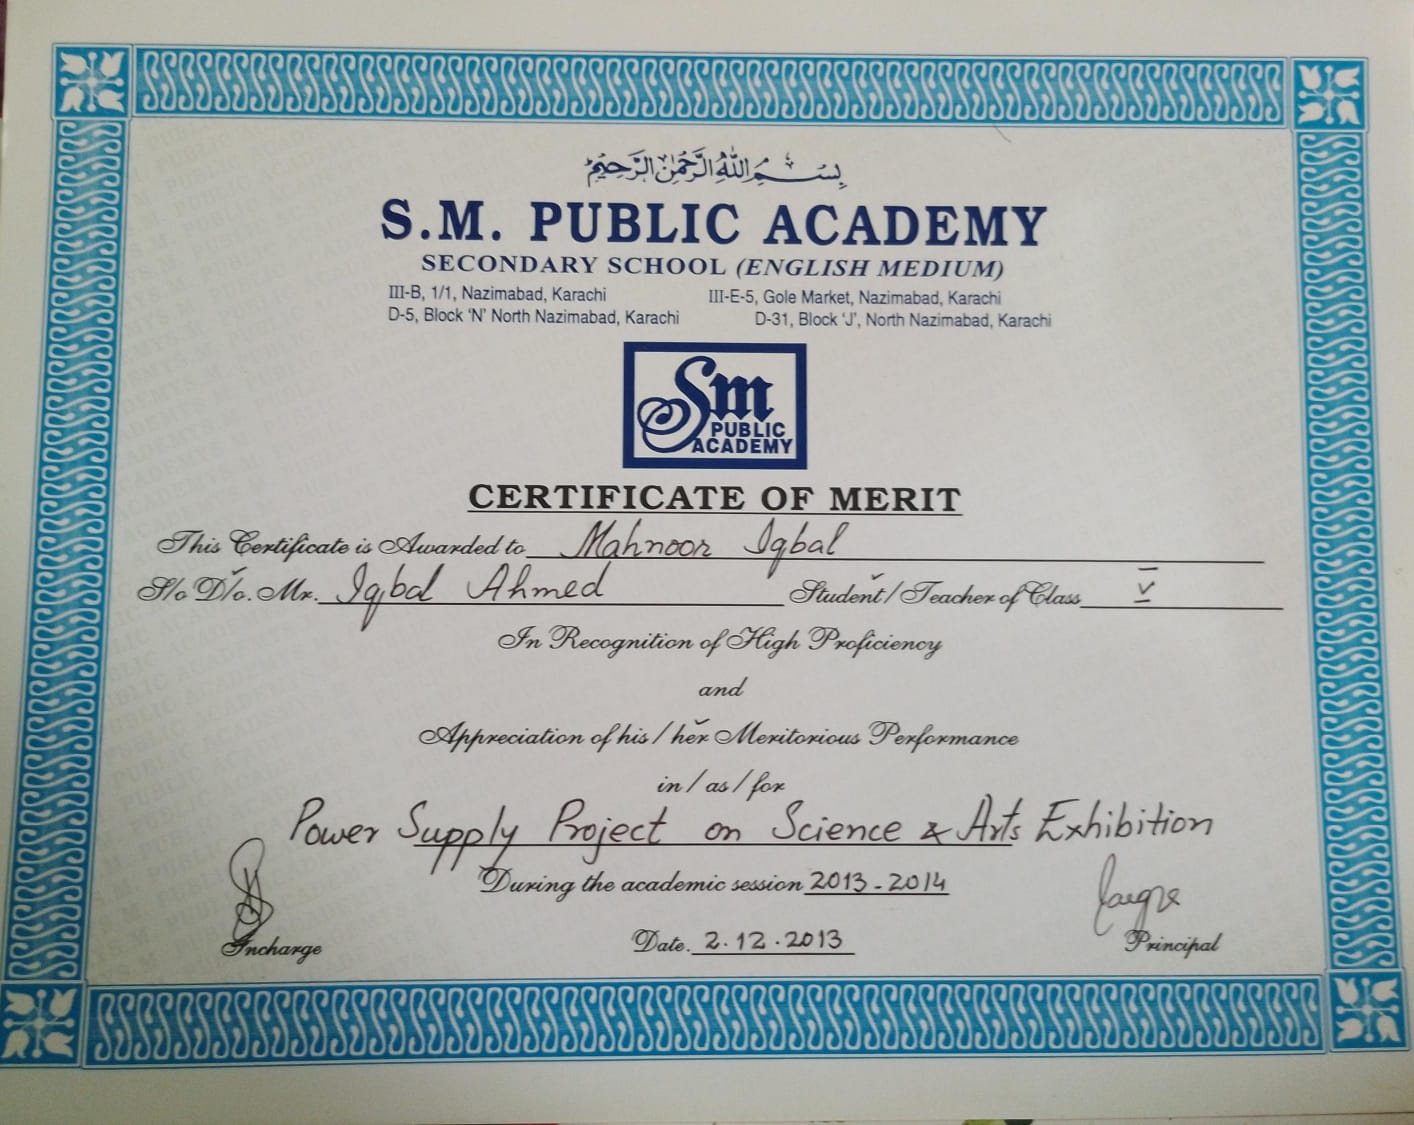 بِسْمِ اللهِ الرَّحْمٰنِ الرَّحِيْمِ
S.M. PUBLIC ACADEMY
SECONDARY SCHOOL (ENGLISH MEDIUM)
III-B, 1/1, Nazimabad, Karachi III-E-5, Gole Market, Nazimabad, Karachi
D-5, Block 'N' North Nazimabad, Karachi D-31, Block 'J', North Nazimabad, Karachi
Sm
PUBLIC
ACADEMY
CERTIFICATE OF MERIT
This Certificate is Awarded to Mahnoor Iqbal
S/o D/o. Mr. Iqbal Ahmed Student/Teacher of Class V
In Recognition of High Proficiency
and
Appreciation of his/her Meritorious Performance
in/as/for
Power Supply Project on Science & Arts Exhibition
During the academic session 2013-2014
Incharge Date. 2.12.2013 Principal